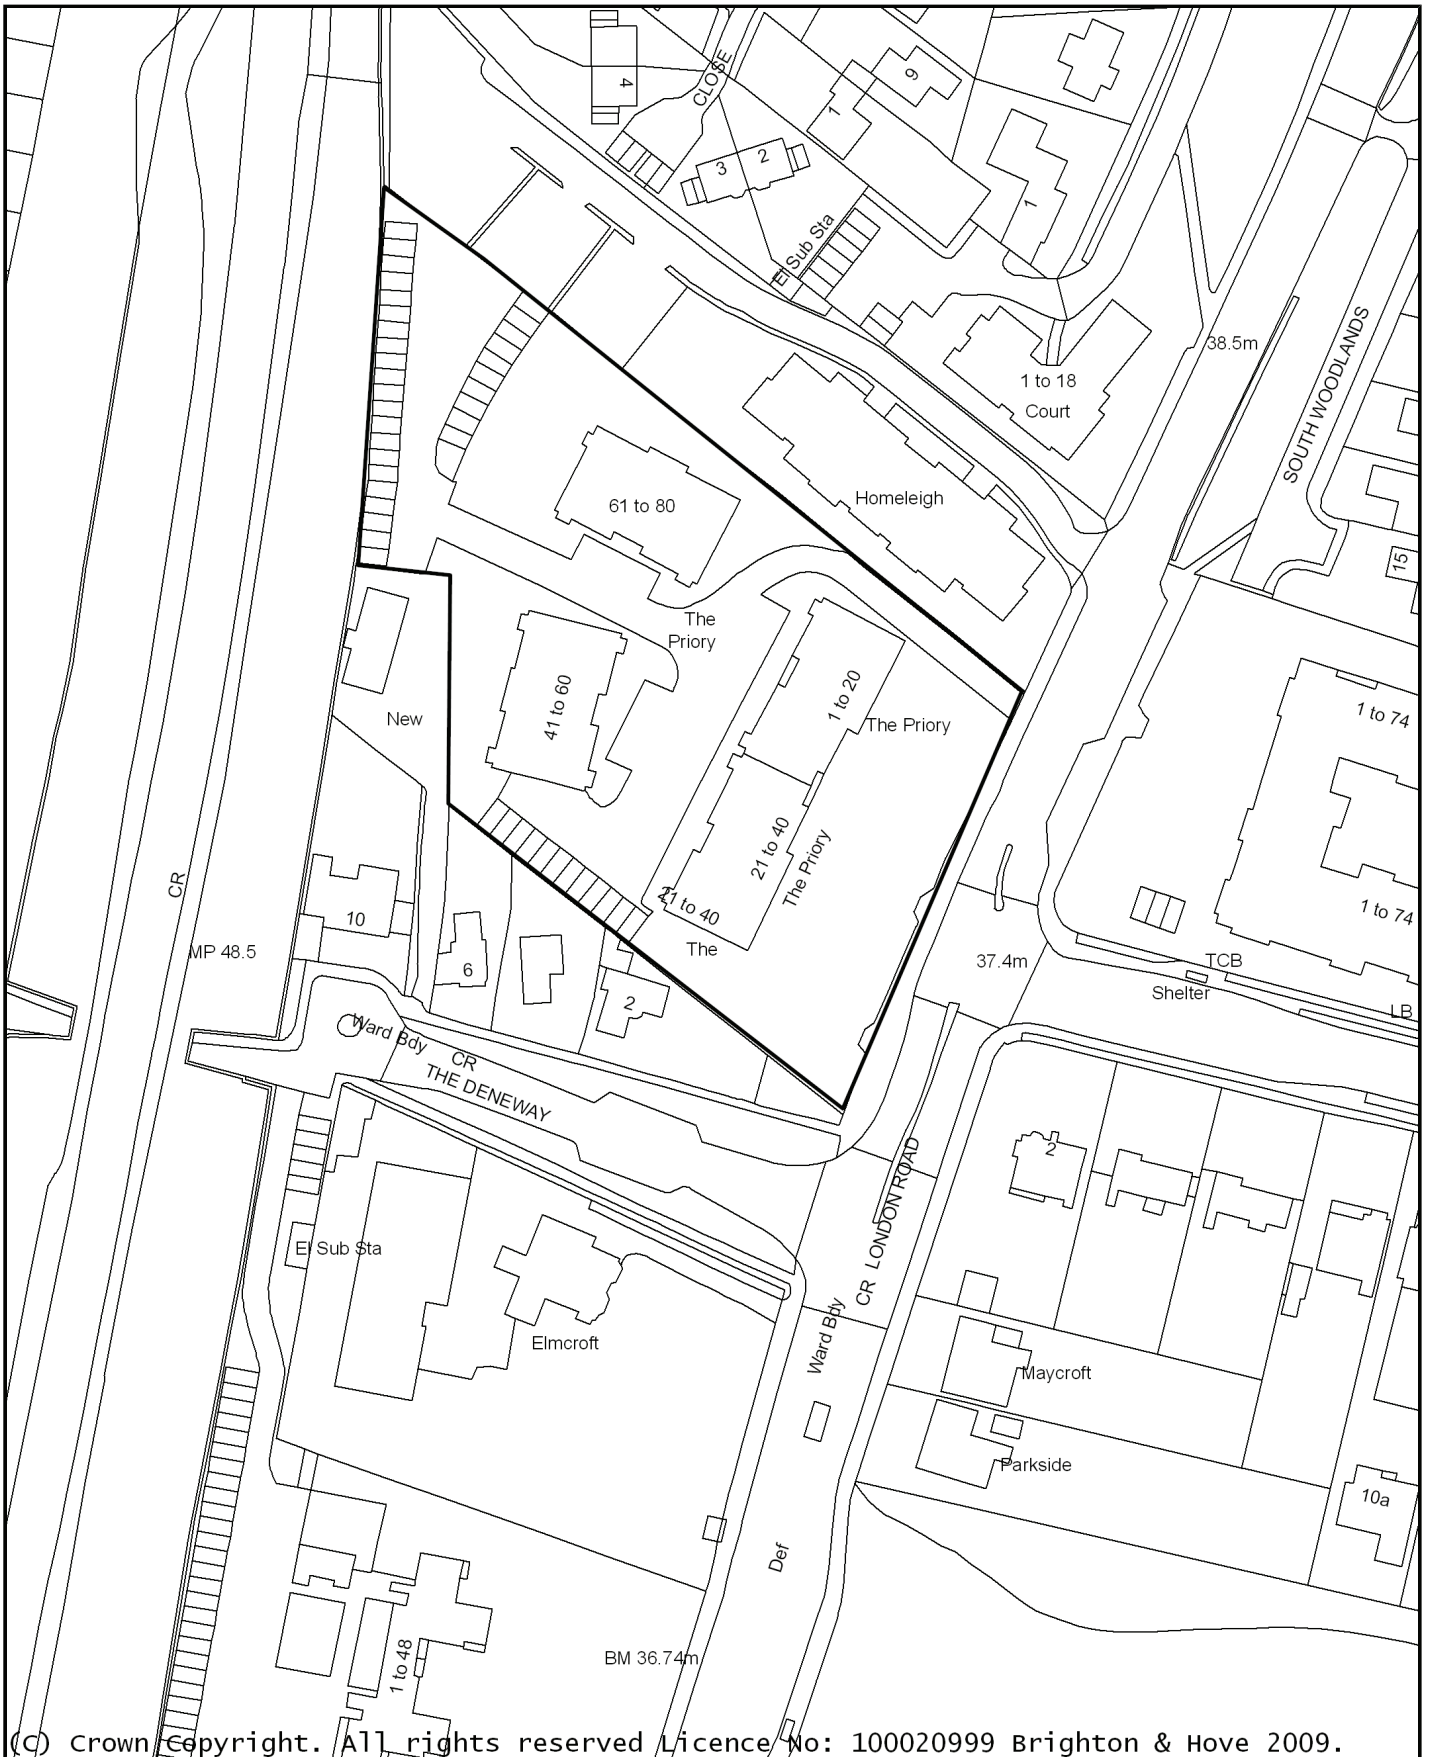 CLOSE
4
9
1
3
2
1
El Sub Sta
38.5m
1 to 18
Court
SOUTH WOODLANDS
Homeleigh
61 to 80
15
The
Priory
41 to 60
1 to 20
The Priory
New
1 to 74
21 to 40
The Priory
21 to 40
The
CR
10
MP 48.5
6
2
1 to 74
37.4m
TCB
Shelter
LB
Ward Bdy
CR
THE DENEWAY
2
El Sub Sta
Elmcroft
CR
LONDON ROAD
Ward Bdy
Maycroft
Parkside
10a
Def
1 to 48
BM 36.74m
(c) Crown Copyright. All rights reserved Licence No: 100020999 Brighton & Hove 2009.